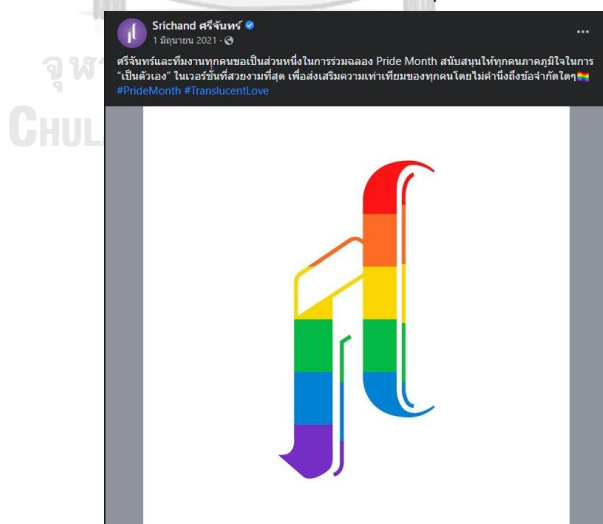 Srichand ศรีจันทร์
1 มิถุนายน 2021 ·
ศรีจันทร์และทีมงานทุกคนขอเป็นส่วนหนึ่งในการร่วมฉลอง Pride Month สนับสนุนให้ทุกคนภาคภูมิใจในการ
"เป็นตัวเอง" ในเวอร์ชั่นที่สวยงามที่สุด เพื่อส่งเสริมความเท่าเทียมของทุกคนโดยไม่คำนึงถึงข้อจำกัดใดๆ🏳️‍🌈
#PrideMonth #TranslucentLove
จุฬา
CHUL